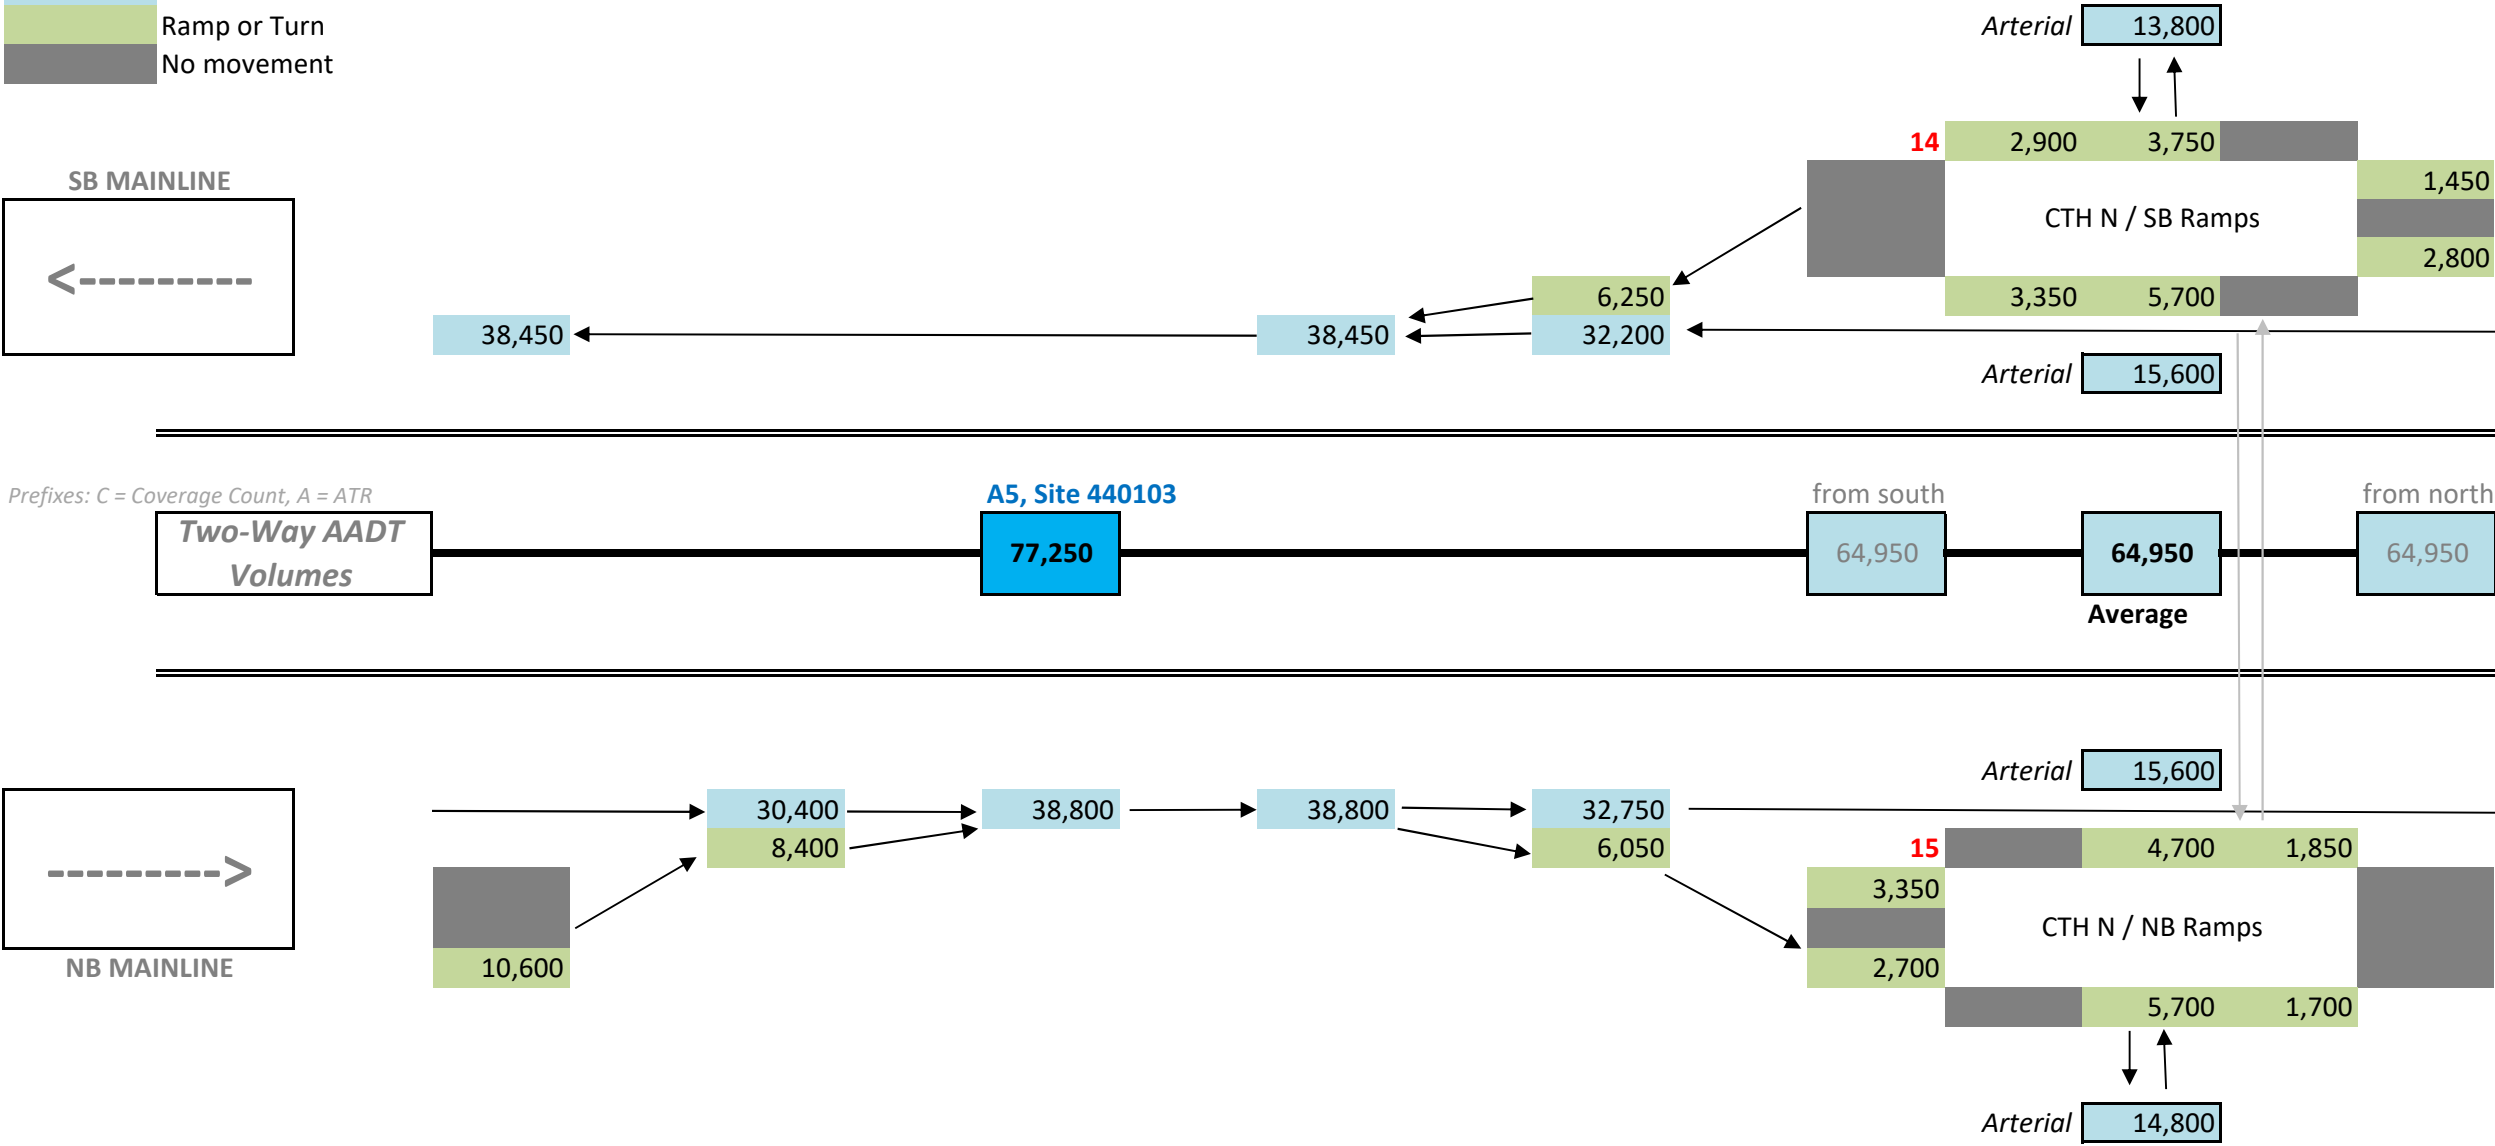 Ramp or Turn
No movement
Arterial 13,800
14 2,900 3,750
SB MAINLINE
1,450
CTH N / SB Ramps
<---------
2,800
6,250
3,350 5,700
38,450 38,450 32,200
Arterial 15,600
Prefixes: C = Coverage Count, A = ATR
A5, Site 440103
from south
from north
Two-Way AADT
Volumes
77,250
64,950
64,950
64,950
Average
Arterial 15,600
30,400 38,800 38,800 32,750
8,400 6,050
15 4,700 1,850
3,350
--------->
CTH N / NB Ramps
NB MAINLINE
10,600
2,700
5,700 1,700
Arterial 14,800